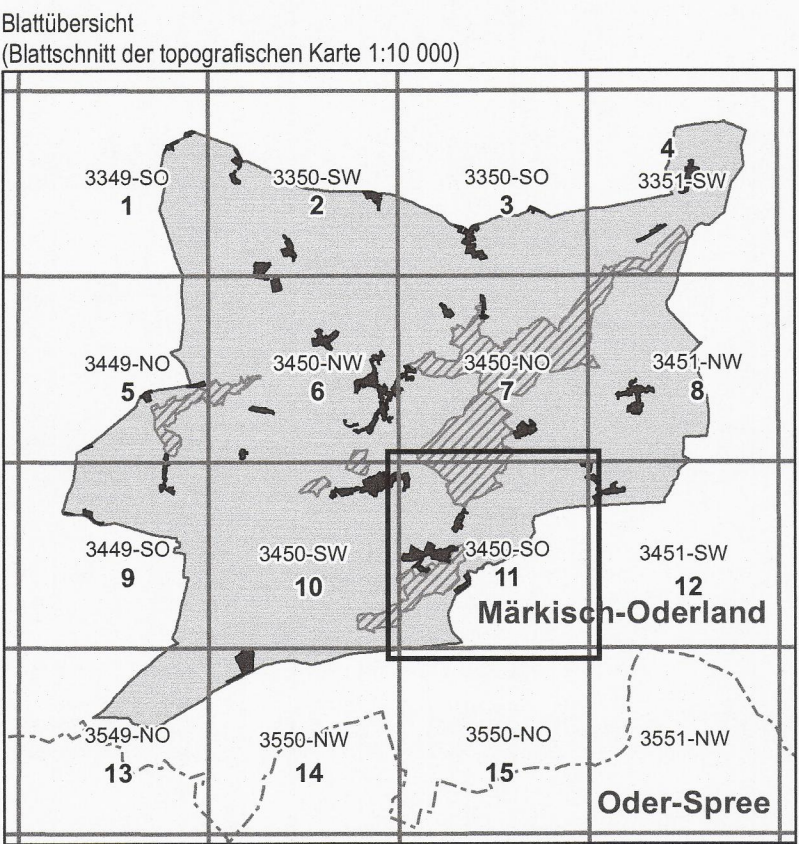 Blattübersicht
(Blattschnitt der topografischen Karte 1:10 000)
3349-SO
1
3350-SW
2
3350-SO
3
4
3351-SW
3449-NO
5
3450-NW
6
3450-NO
7
3451-NW
8
3449-SO
9
3450-SW
10
3450-SO
11
3451-SW
12
Märkisch-Oderland
3549-NO
13
3550-NW
14
3550-NO
15
3551-NW
Oder-Spree